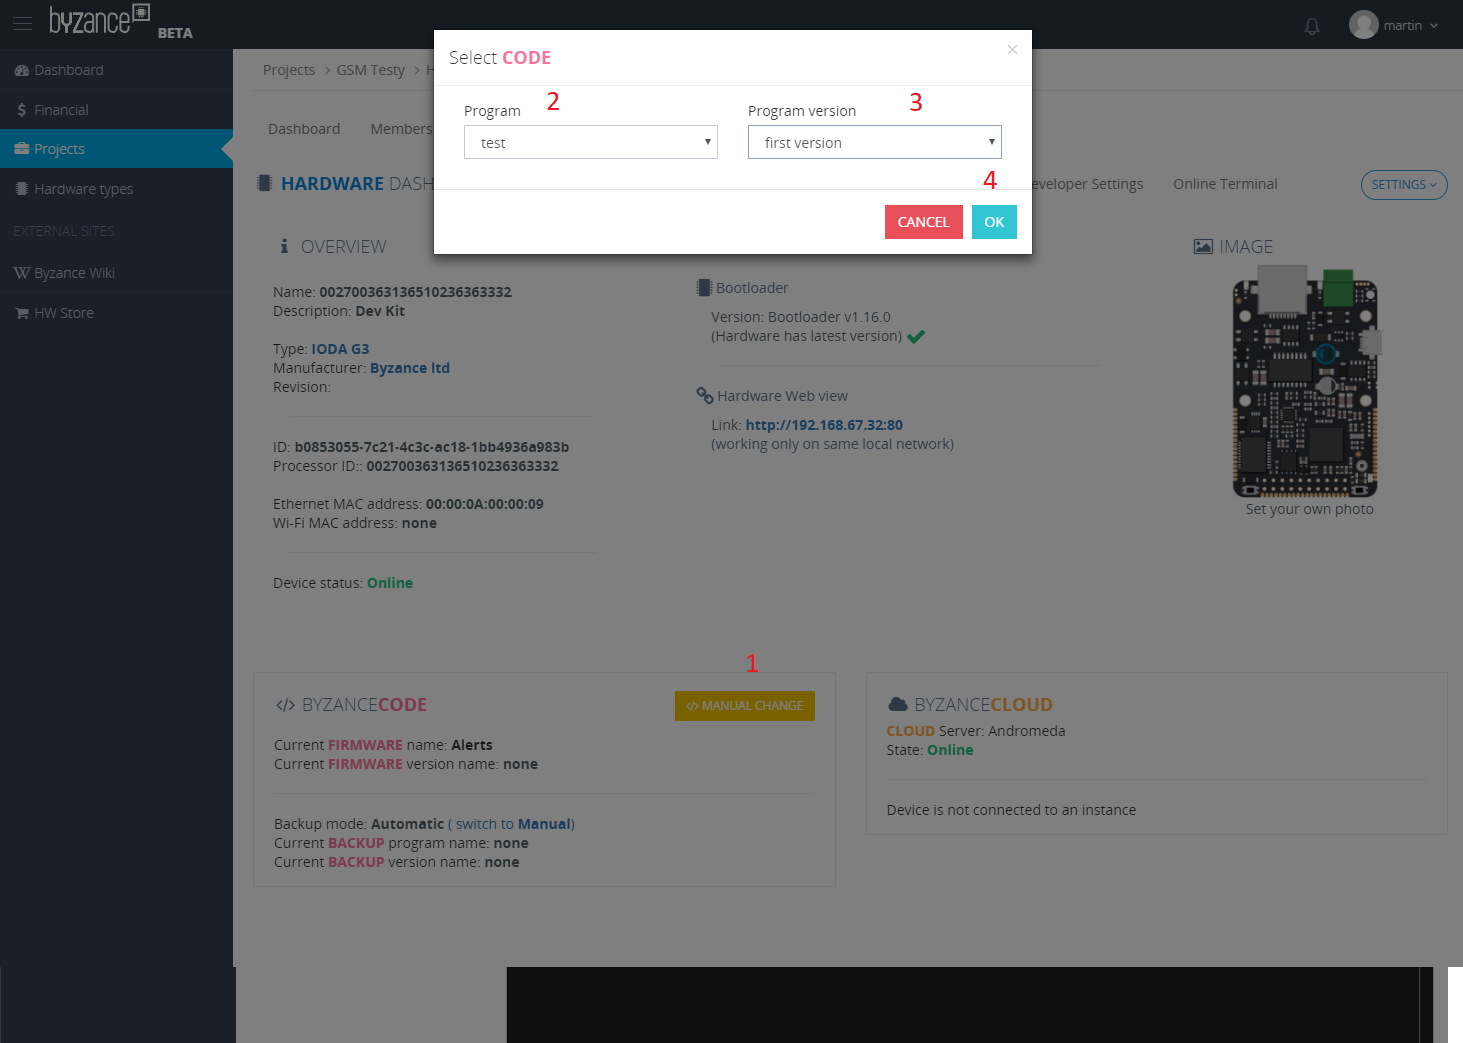 byzance BETA
martin
Select CODE ×
2
3
Program
Program version
test
first version
4
CANCEL OK
Dashboard
Financial
Projects
Hardware types
EXTERNAL SITES
Byzance Wiki
HW Store
Projects > GSM Testy > H
Dashboard Members
HARDWARE DASH
eveloper Settings Online Terminal SETTINGS
OVERVIEW
Name: 002700363136510236363332
Description: Dev Kit
Type: IODA G3
Manufacturer: Byzance ltd
Revision:
ID: b0853055-7c21-4c3c-ac18-1bb4936a983b
Processor ID:: 002700363136510236363332
Ethernet MAC address: 00:00:0A:00:00:09
Wi-Fi MAC address: none
Device status: Online
Bootloader
Version: Bootloader v1.16.0
(Hardware has latest version)
Hardware Web view
Link: http://192.168.67.32:80
(working only on same local network)
IMAGE
Set your own photo
1
BYZANCECODE
MANUAL CHANGE
Current FIRMWARE name: Alerts
Current FIRMWARE version name: none
Backup mode: Automatic ( switch to Manual)
Current BACKUP program name: none
Current BACKUP version name: none
BYZANCECLOUD
CLOUD Server: Andromeda
State: Online
Device is not connected to an instance